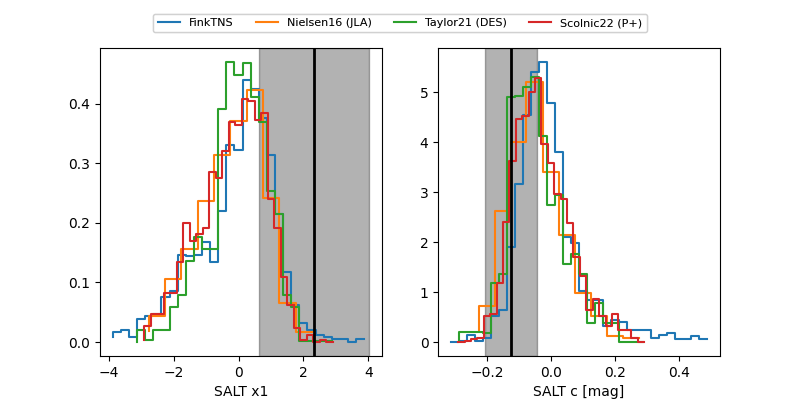 FinkTNS Nielsen16 (JLA) Taylor21 (DES) Scolnic22 (P+)
0.4
0.3
0.2
0.1
0.0
−4 −2 0 2 4
SALT x1
5
4
3
2
1
0
−0.2 0.0 0.2 0.4
SALT c [mag]